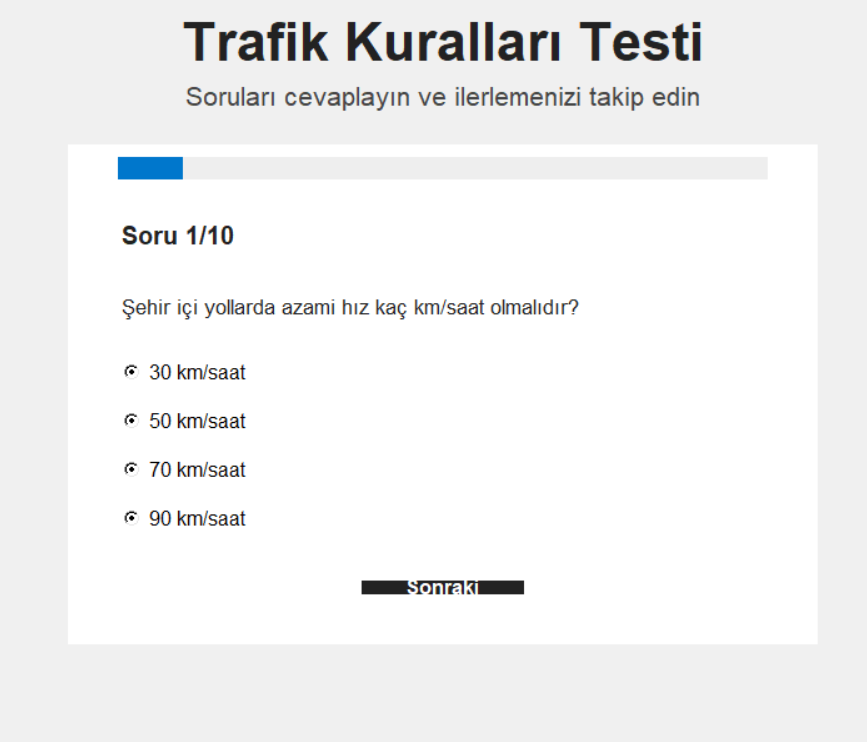 Trafik Kuralları Testi
Soruları cevaplayın ve ilerlemenizi takip edin
Soru 1/10
Şehir içi yollarda azami hız kaç km/saat olmalıdır?
30 km/saat
50 km/saat
70 km/saat
90 km/saat
Sonraki